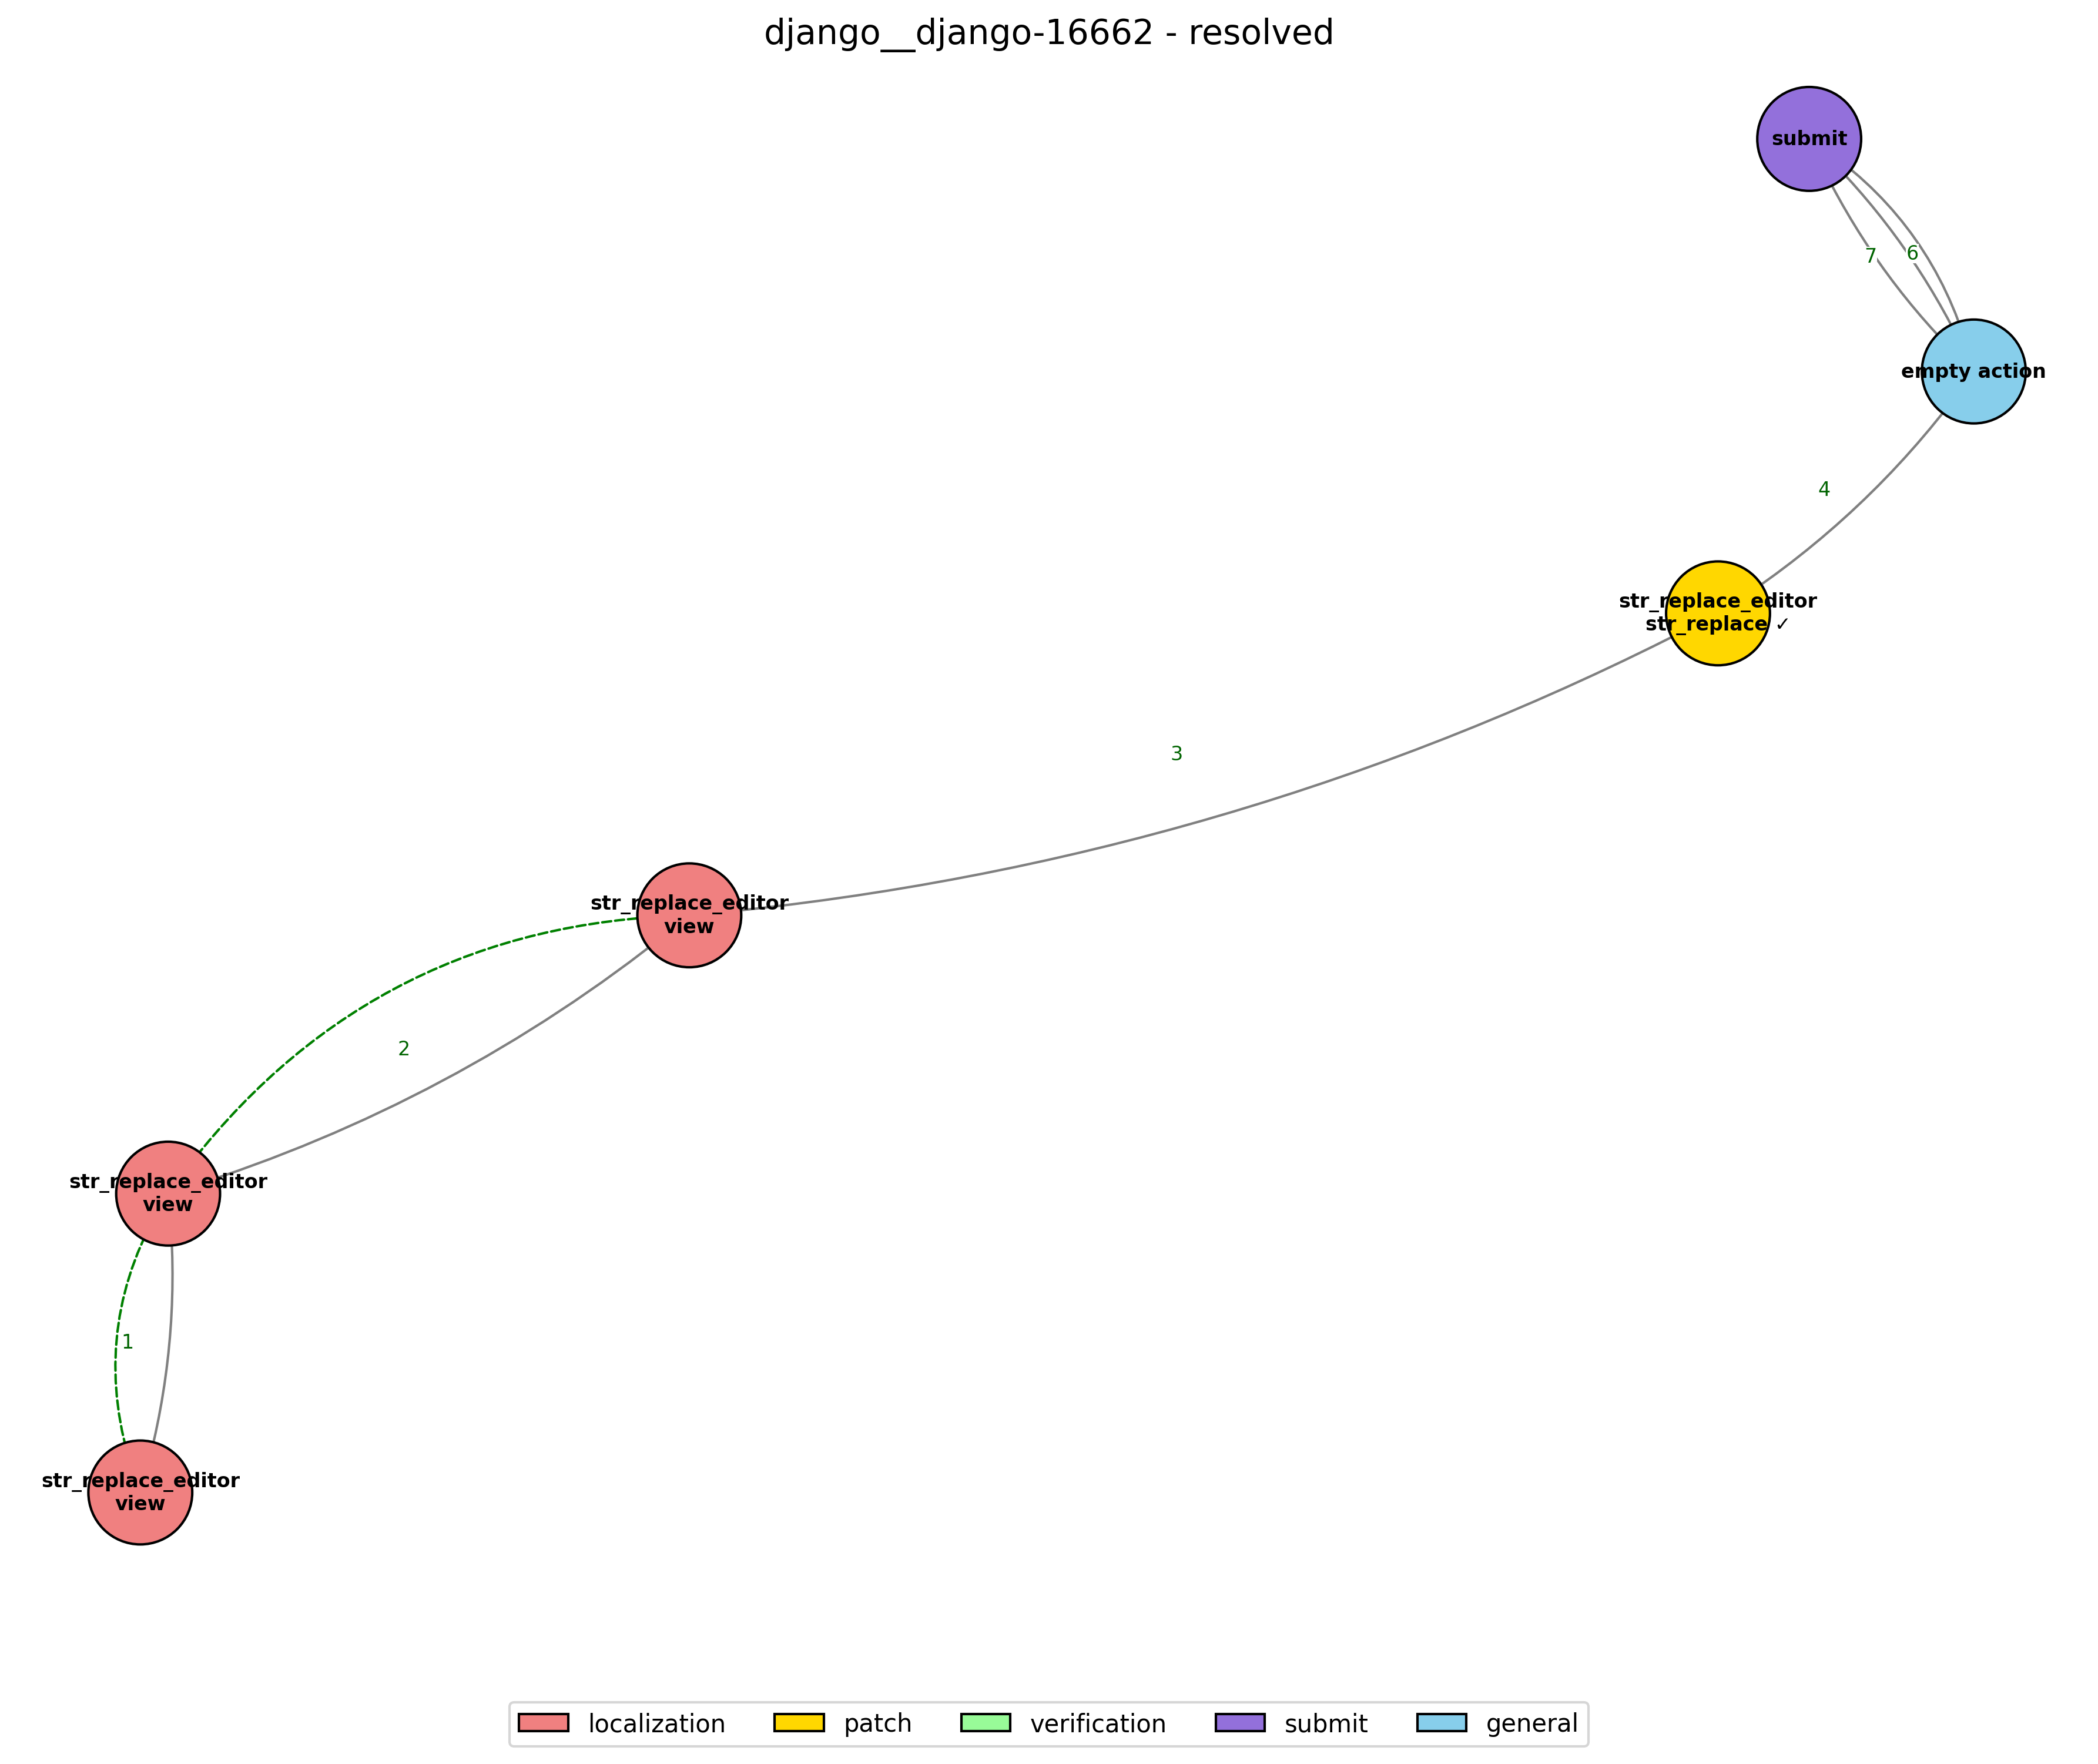 django__django-16662 - resolved
submit
7
6
empty action
4
str_replace_editor
str_replace ✓
3
str_replace_editor
view
2
str_replace_editor
view
1
str_replace_editor
view
localization
patch
verification
submit
general